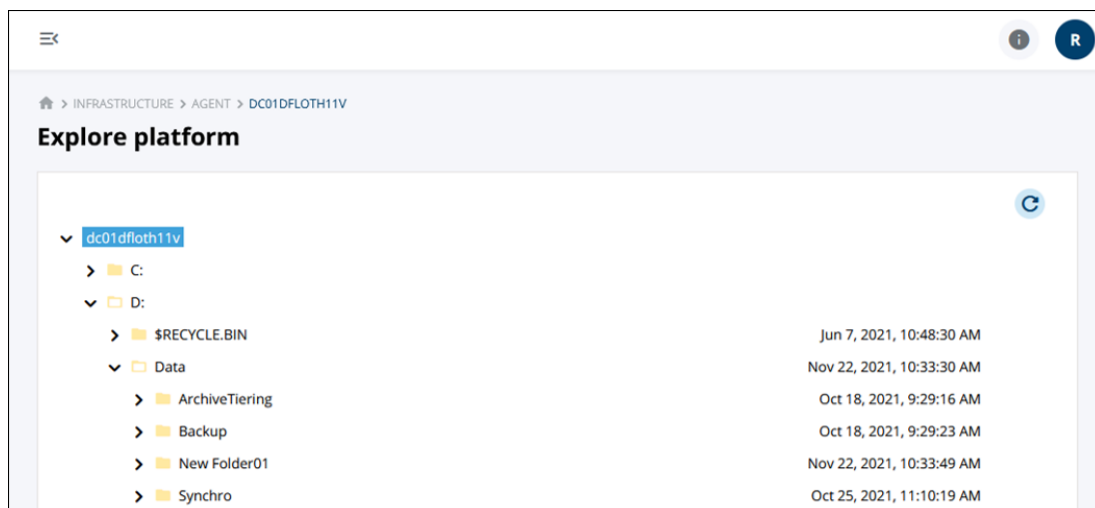 R
INFRASTRUCTURE > AGENT > DC01DFLOTH11V
Explore platform
dc01dfloth11v
C:
D:
$RECYCLE.BIN Jun 7, 2021, 10:48:30 AM
Data Nov 22, 2021, 10:33:30 AM
ArchiveTiering Oct 18, 2021, 9:29:16 AM
Backup Oct 18, 2021, 9:29:23 AM
New Folder01 Nov 22, 2021, 10:33:49 AM
Synchro Oct 25, 2021, 11:10:19 AM